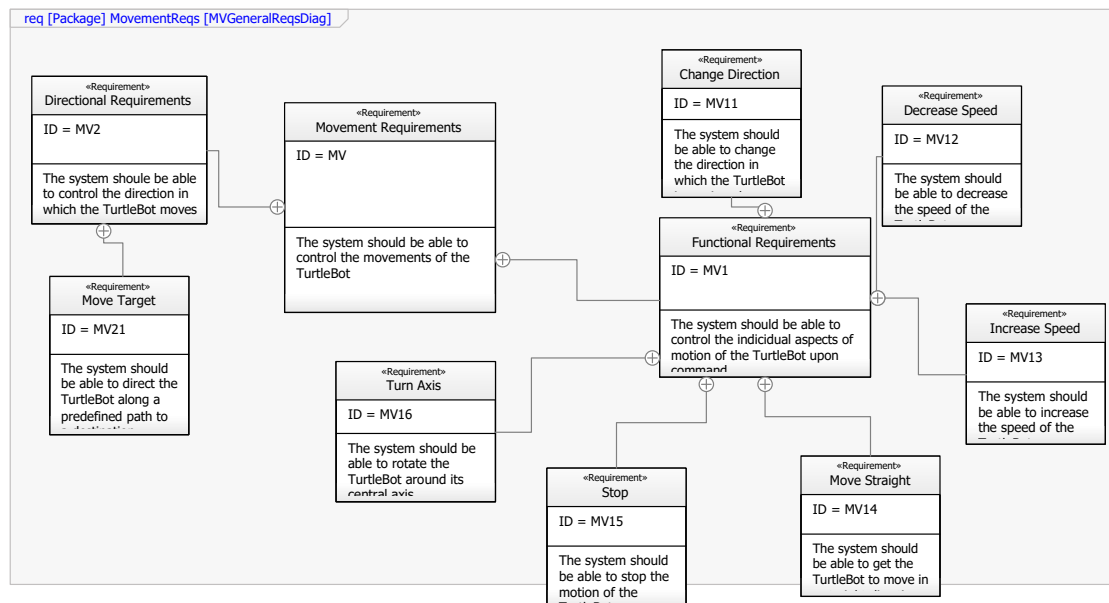 req [Package] MovementReqs [MVGeneralReqsDiag]
«Requirement»
Directional Requirements
ID = MV2
The system shoule be able
to control the direction in
which the TurtleBot moves
«Requirement»
Movement Requirements
ID = MV
The system should be able to
control the movements of the
TurtleBot
«Requirement»
Change Direction
ID = MV11
The system should
be able to change
the direction in
which the TurtleBot
«Requirement»
Decrease Speed
ID = MV12
The system should
be able to decrease
the speed of the
«Requirement»
Functional Requirements
ID = MV1
The system should be able to
control the indicidual aspects of
motion of the TurtleBot upon
command
«Requirement»
Move Target
ID = MV21
The system should
be able to direct the
TurtleBot along a
predefined path to
«Requirement»
Increase Speed
ID = MV13
The system should
be able to increase
the speed of the
«Requirement»
Turn Axis
ID = MV16
The system should be
able to rotate the
TurtleBot around its
central axis
«Requirement»
Stop
ID = MV15
The system should
be able to stop the
motion of the
«Requirement»
Move Straight
ID = MV14
The system should
be able to get the
TurtleBot to move in